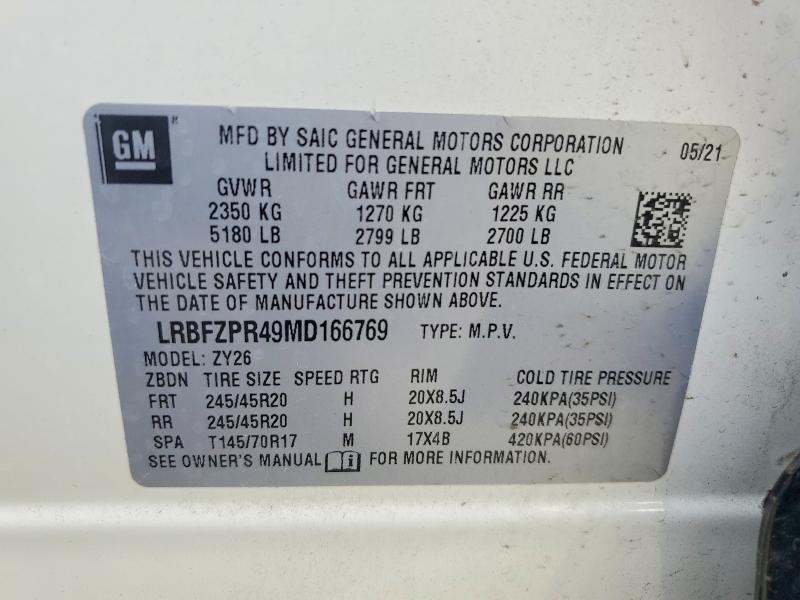 GM
MFD BY SAIC GENERAL MOTORS CORPORATION
LIMITED FOR GENERAL MOTORS LLC
05/21
GVWR GAWR FRT GAWR RR
2350 KG 1270 KG 1225 KG
5180 LB 2799 LB 2700 LB
THIS VEHICLE CONFORMS TO ALL APPLICABLE U.S. FEDERAL MOTOR
VEHICLE SAFETY AND THEFT PREVENTION STANDARDS IN EFFECT ON
THE DATE OF MANUFACTURE SHOWN ABOVE.
LRBFZPR49MD166769 TYPE: M.P.V.
MODEL: ZY26
ZBDN TIRE SIZE SPEED RTG RIM COLD TIRE PRESSURE
FRT 245/45R20 H 20X8.5J 240KPA(35PSI)
RR 245/45R20 H 20X8.5J 240KPA(35PSI)
SPA T145/70R17 M 17X4B 420KPA(60PSI)
SEE OWNER'S MANUAL FOR MORE INFORMATION.